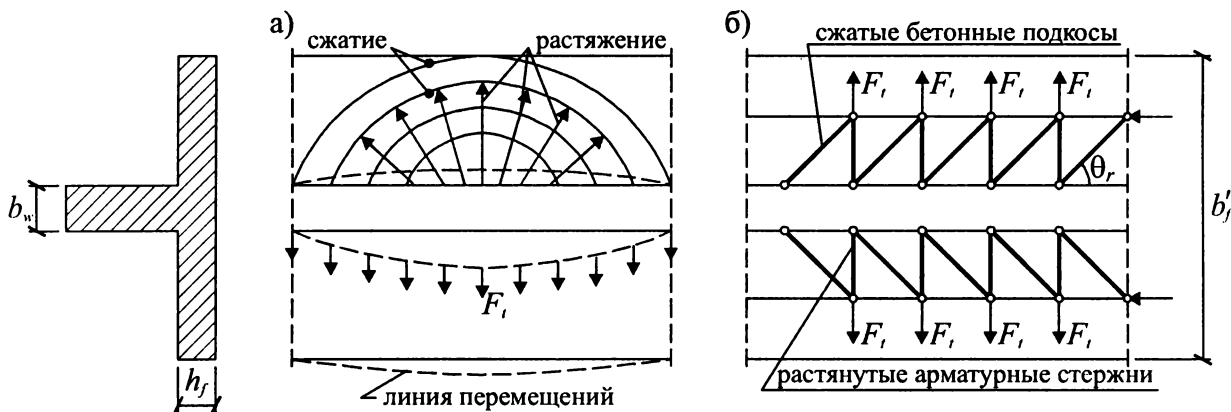 а)
б)
сжатие
растяжение
сжатые бетонные подкосы
F_t F_t F_t F_t
θ_r
b_w
b'_f
F_t
F_t F_t F_t F_t
h_f
линия перемещений
растянутые арматурные стержни